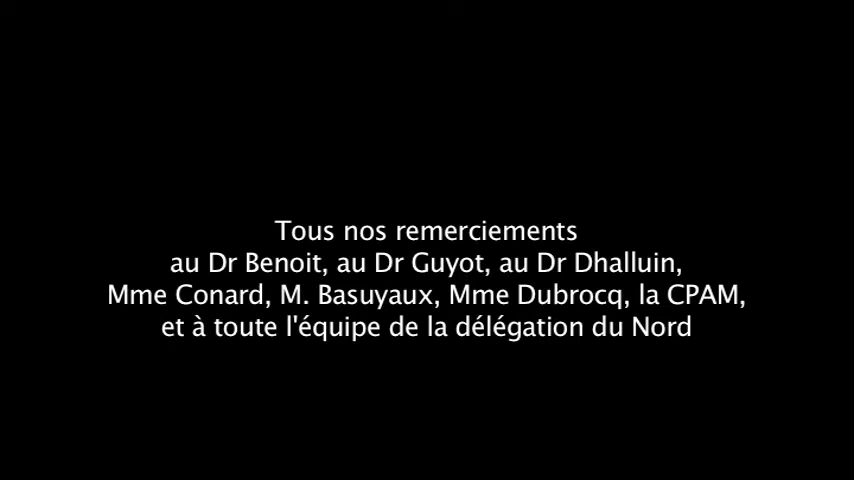 Tous nos remerciements
au Dr Benoit, au Dr Guyot, au Dr Dhalluin,
Mme Conard, M. Basuyaux, Mme Dubrocq, la CPAM,
et à toute l'équipe de la délégation du Nord